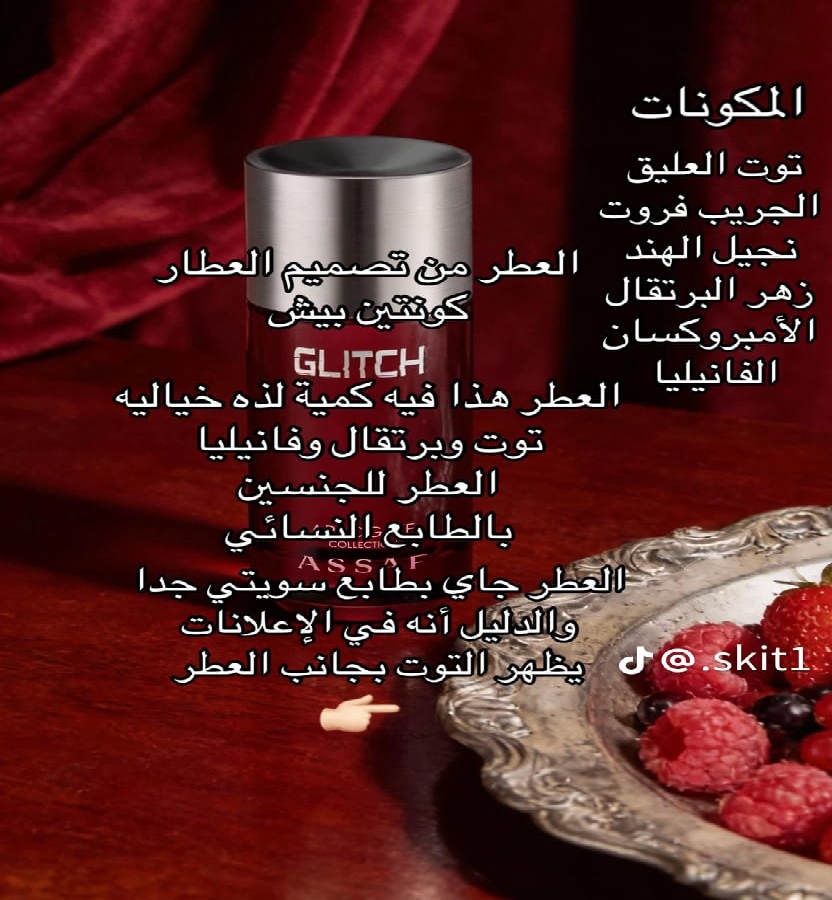 المكونات
توت العليق
الجريب فروت
نجيل الهند
زهر البرتقال
الأمبروكسان
الفانيليا
العطر من تصميم العطار
كونتين بيش
GLITCH
العطر هذا فيه كمية لذه خياليه
توت وبرتقال وفانيليا
العطر للجنسين
بالطابع النسائي
COLLECTION
ASSAF
العطر جاي بطابع سويتي جدا
والدليل أنه في الإعلانات
يظهر التوت بجانب العطر
@.skit1